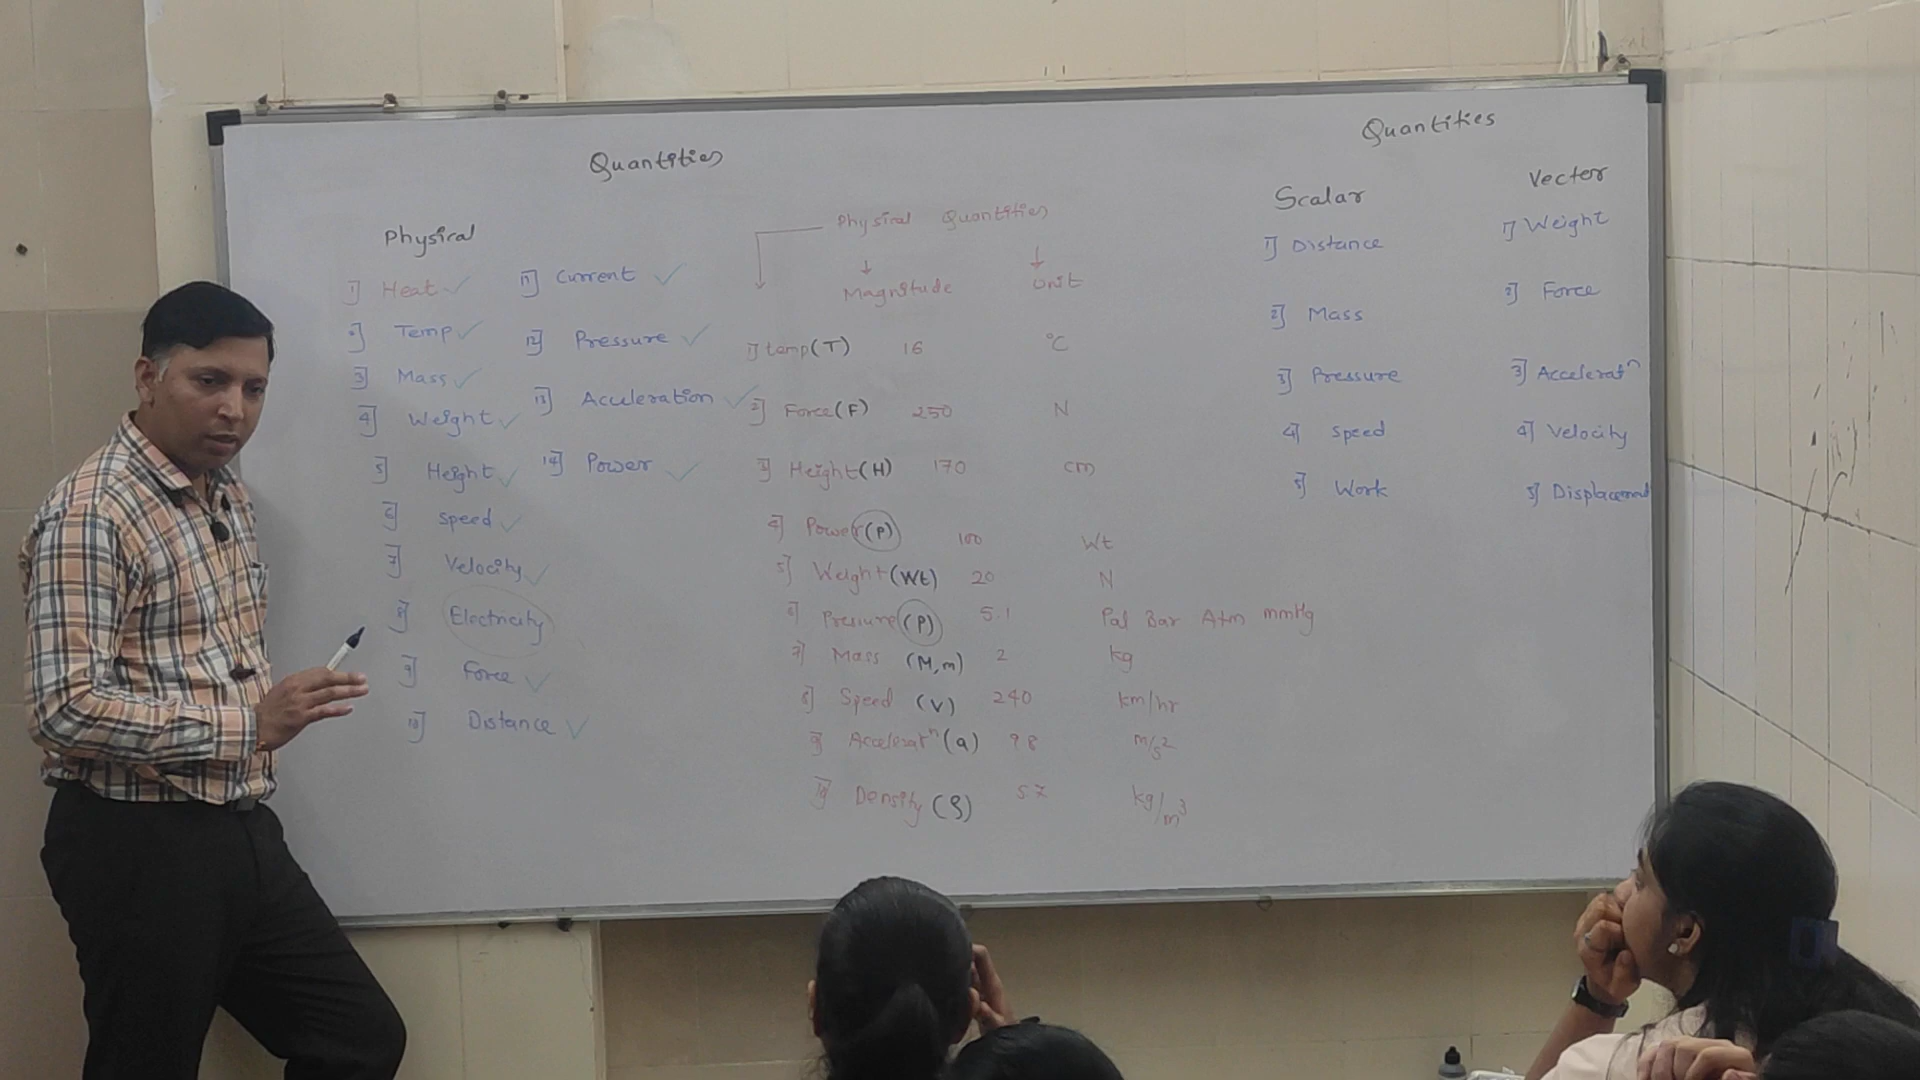 Quantities
Physical
1] Heat ✓
2] Temp ✓
3] Mass ✓
4] Weight ✓
5] Height ✓
6] Speed ✓
7] Velocity ✓
8] Electricity
9] Force ✓
10] Distance ✓
11] Current ✓
12] Pressure ✓
13] Acceleration ✓
14] Power ✓
Physical Quantities
Magnitude Unit
1] temp(T) 16 °C
2] Force(F) 250 N
3] Height(H) 170 cm
4] Power(P) 100 Wt
5] Weight(Wt) 20 N
6] Pressure(P) 5.1 Pal Bar Atm mmHg
7] Mass (M,m) 2 kg
8] Speed (V) 240 km/hr
9] Acceleratⁿ(a) 98 m/s²
10] Density(ρ) kg/m³
Quantities
Scalar
1] Distance
2] Mass
3] Pressure
4] Speed
5] Work
Vector
1] Weight
2] Force
3] Acceleratⁿ
4] Velocity
5] Displacement